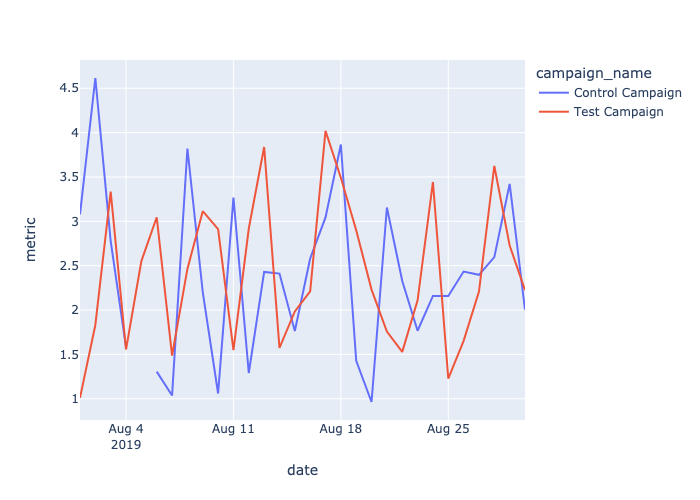 campaign_name
Control Campaign
Test Campaign
metric
4.5
4
3.5
3
2.5
2
1.5
1
Aug 4
2019
Aug 11
Aug 18
Aug 25
date